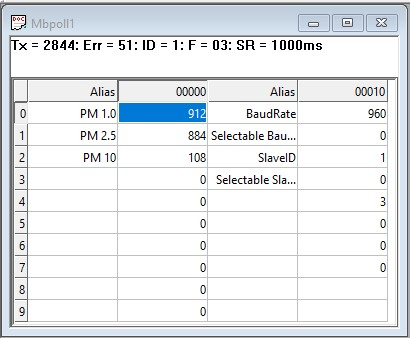 Mbpoll1
Tx = 2844: Err = 51: ID = 1: F = 03: SR = 1000ms
Alias 00000 Alias 00010
0 PM 1.0 912 BaudRate 960
1 PM 2.5 884 Selectable Bau... 0
2 PM 10 108 SlaveID 1
3 0 Selectable Sla... 0
4 0 3
5 0 0
6 0 0
7 0 0
8 0
9 0